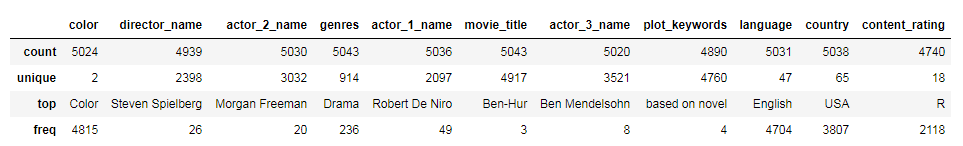 color director_name actor_2_name genres actor_1_name movie_title actor_3_name plot_keywords language country content_rating
count 5024 4939 5030 5043 5036 5043 5020 4890 5031 5038 4740
unique 2 2398 3032 914 2097 4917 3521 4760 47 65 18
top Color Steven Spielberg Morgan Freeman Drama Robert De Niro Ben-Hur Ben Mendelsohn based on novel English USA R
freq 4815 26 20 236 49 3 8 4 4704 3807 2118